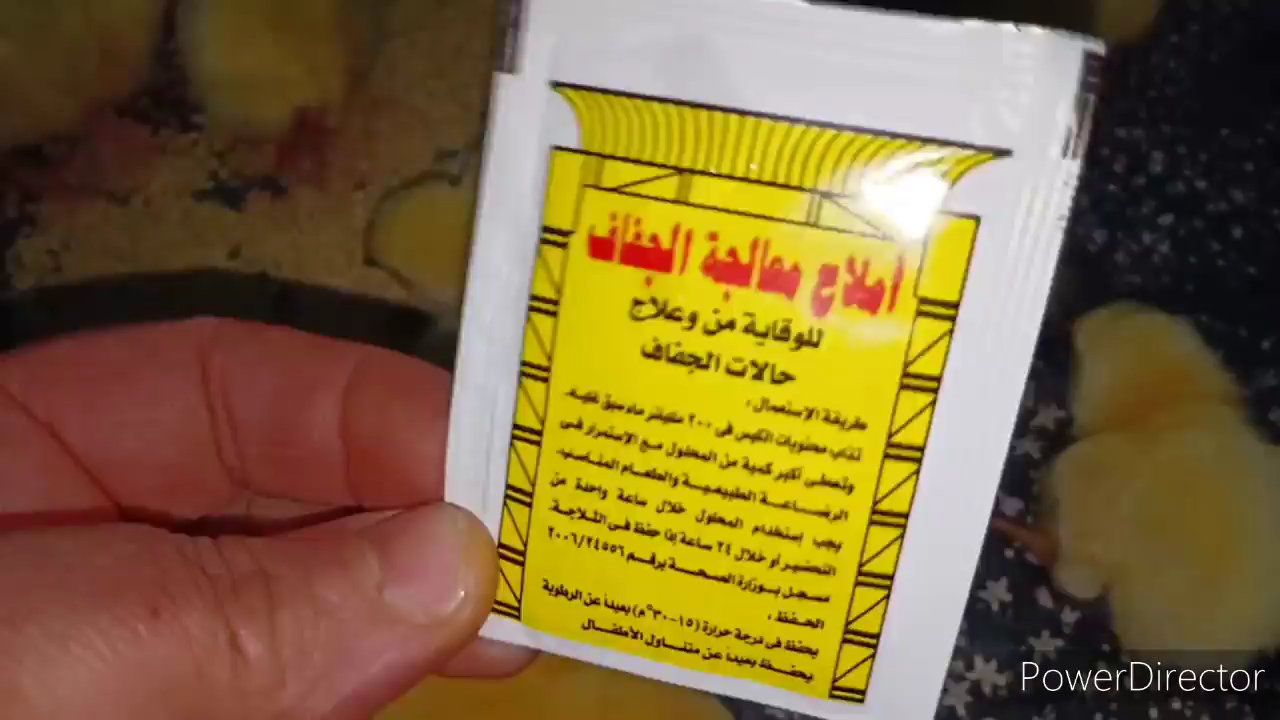 أملاح معالجة الجفاف
للوقاية من وعلاج
حالات الجفاف
طريقة الإستعمال :
تذاب محتويات الكيس فى ٢٠٠ ملليلتر ماء سبق غليه.
وتعطى أكبر كمية من المحلول مع الإستمرار فى
الرضاعة الطبيعية والطعام المناسب.
يجب إستخدام المحلول خلال ساعة واحدة من
التحضير أو خلال ٢٤ ساعة إذا حفظ فى الثلاجة.
مسجل بوزارة الصحة برقم ٢٠٠٦/٢٤٥٥٦
الحفظ :
يحفظ فى درجة حرارة (١٥-٣٠°م) بعيداً عن الرطوبة
يحفظ بعيداً عن متناول الأطفال
PowerDirector